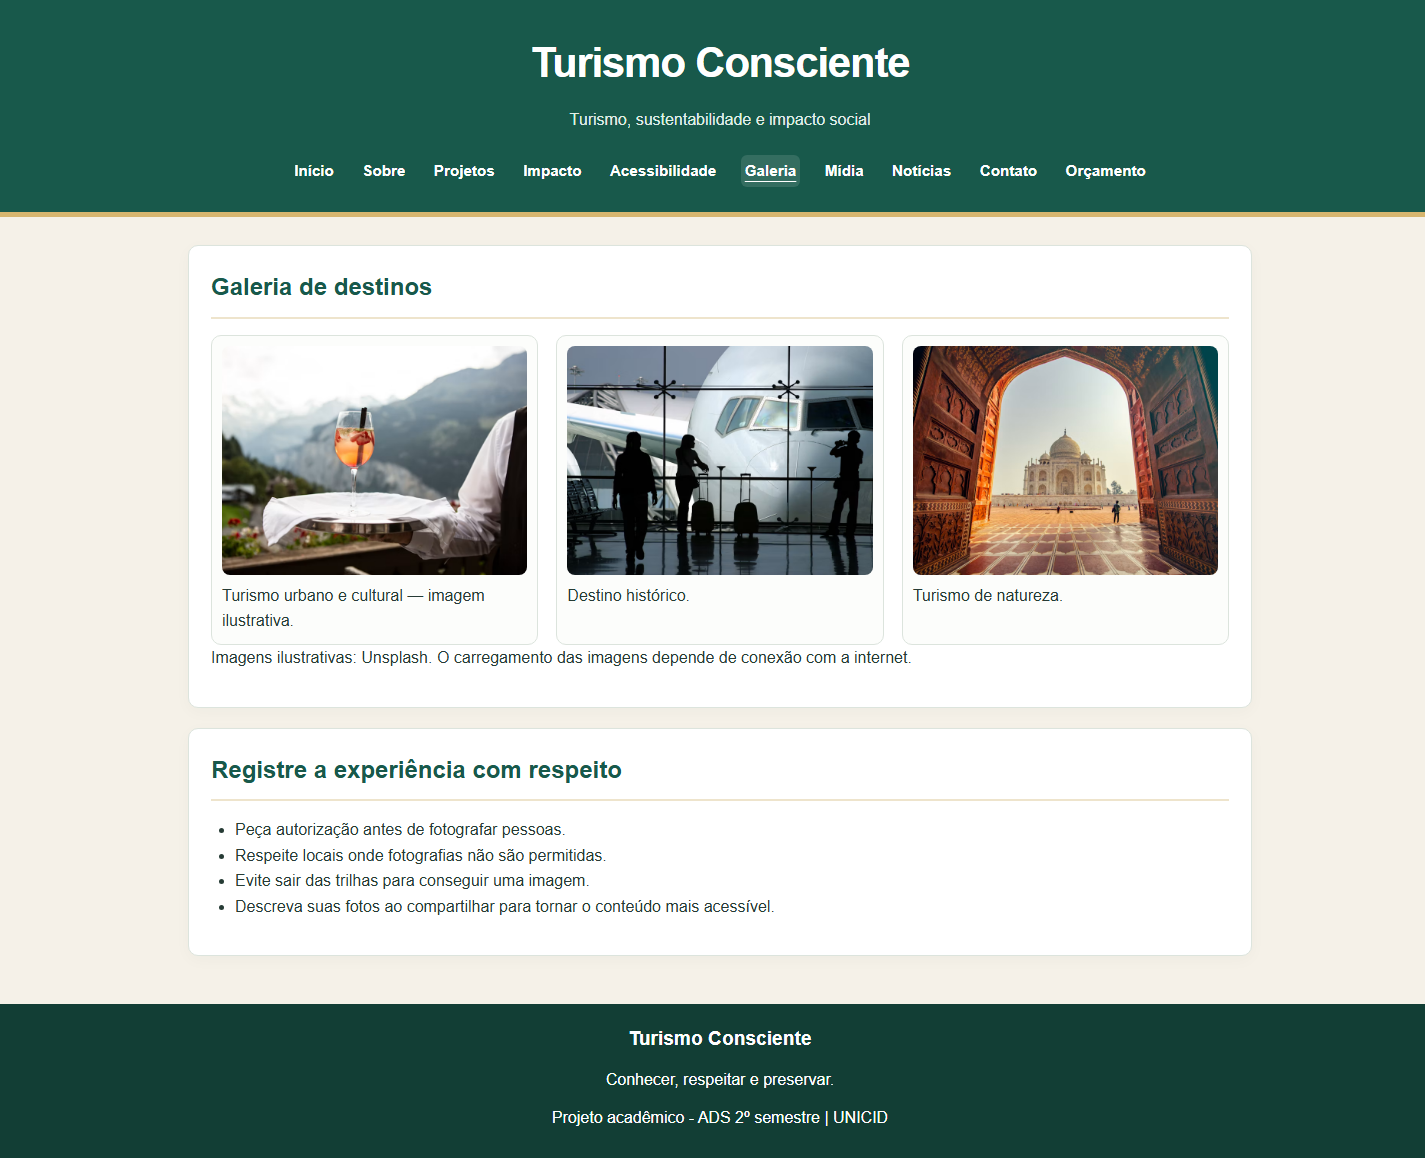 Turismo Consciente
Turismo, sustentabilidade e impacto social
Início Sobre Projetos Impacto Acessibilidade Galeria Mídia Notícias Contato Orçamento
Galeria de destinos
Turismo urbano e cultural — imagem
ilustrativa.
Destino histórico.
Turismo de natureza.
Imagens ilustrativas: Unsplash. O carregamento das imagens depende de conexão com a internet.
Registre a experiência com respeito
• Peça autorização antes de fotografar pessoas.
• Respeite locais onde fotografias não são permitidas.
• Evite sair das trilhas para conseguir uma imagem.
• Descreva suas fotos ao compartilhar para tornar o conteúdo mais acessível.
Turismo Consciente
Conhecer, respeitar e preservar.
Projeto acadêmico - ADS 2º semestre | UNICID